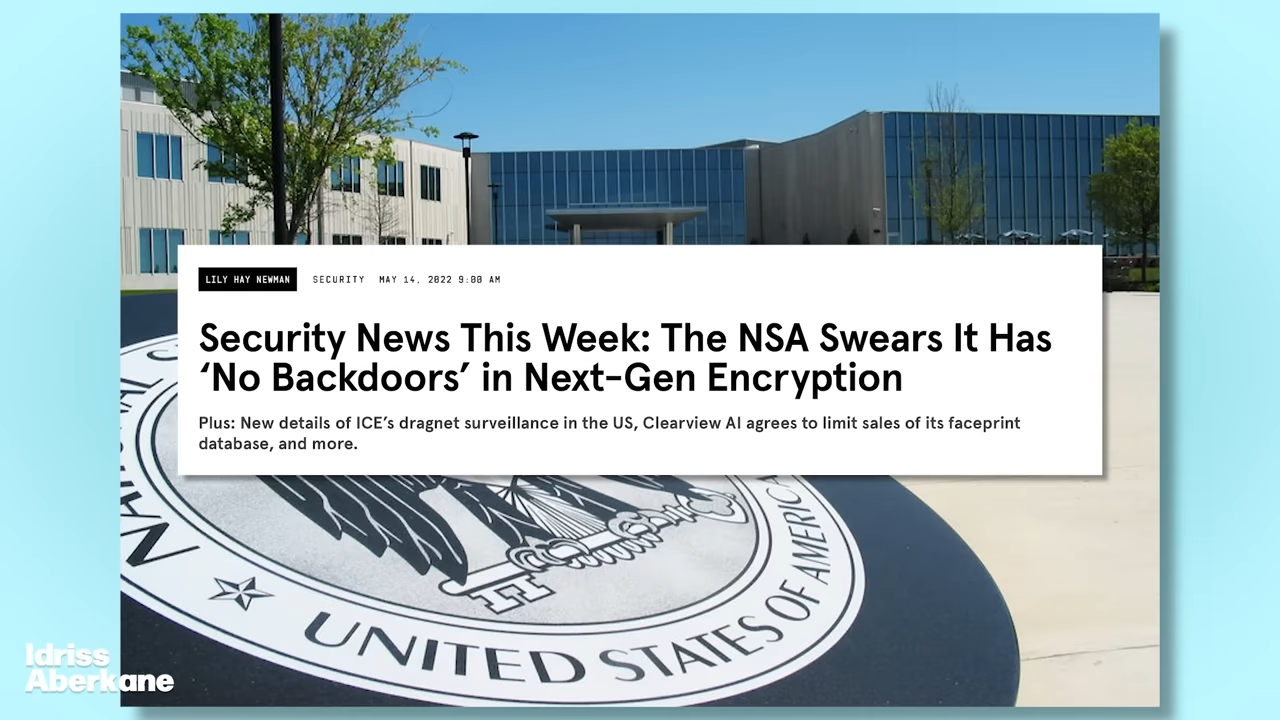 LILY HAY NEWMAN SECURITY MAY 14, 2022 9:00 AM
Security News This Week: The NSA Swears It Has
‘No Backdoors’ in Next-Gen Encryption
Plus: New details of ICE’s dragnet surveillance in the US, Clearview AI agrees to limit sales of its faceprint
database, and more.
UNITED STATES OF AMERICA
Idriss
Aberkane